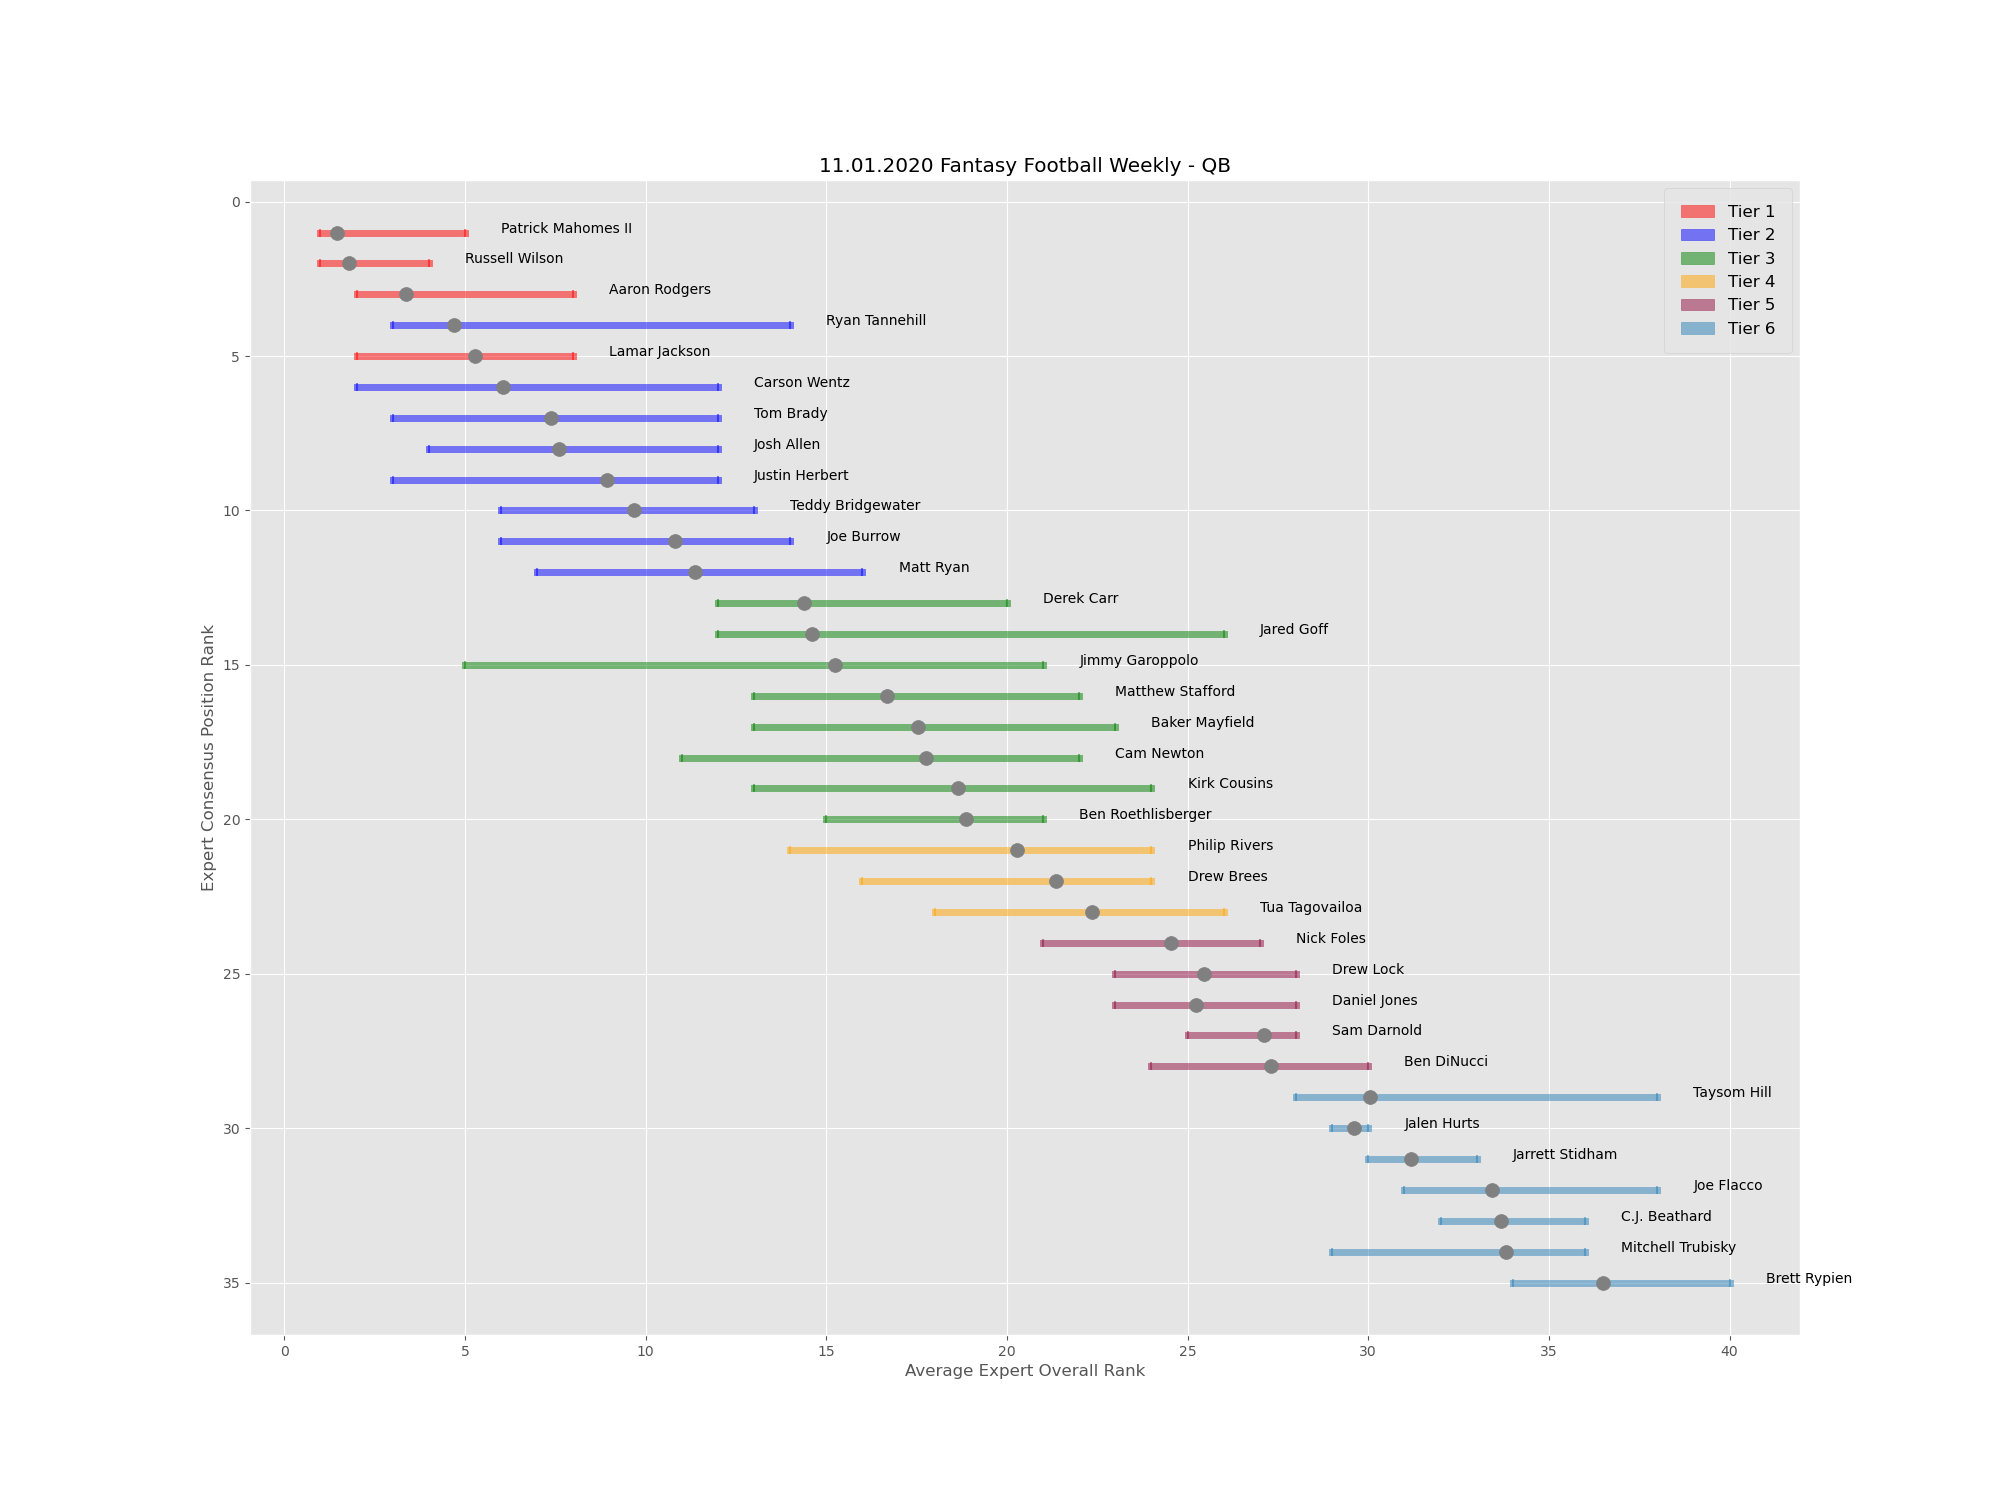 11.01.2020 Fantasy Football Weekly - QB
Tier 1
Tier 2
Tier 3
Tier 4
Tier 5
Tier 6
Patrick Mahomes II
Russell Wilson
Aaron Rodgers
Ryan Tannehill
Lamar Jackson
Carson Wentz
Tom Brady
Josh Allen
Justin Herbert
Teddy Bridgewater
Joe Burrow
Matt Ryan
Derek Carr
Jared Goff
Jimmy Garoppolo
Matthew Stafford
Baker Mayfield
Cam Newton
Kirk Cousins
Ben Roethlisberger
Philip Rivers
Drew Brees
Tua Tagovailoa
Nick Foles
Drew Lock
Daniel Jones
Sam Darnold
Ben DiNucci
Taysom Hill
Jalen Hurts
Jarrett Stidham
Joe Flacco
C.J. Beathard
Mitchell Trubisky
Brett Rypien
Expert Consensus Position Rank
0
5
10
15
20
25
30
35
0 5 10 15 20 25 30 35 40
Average Expert Overall Rank